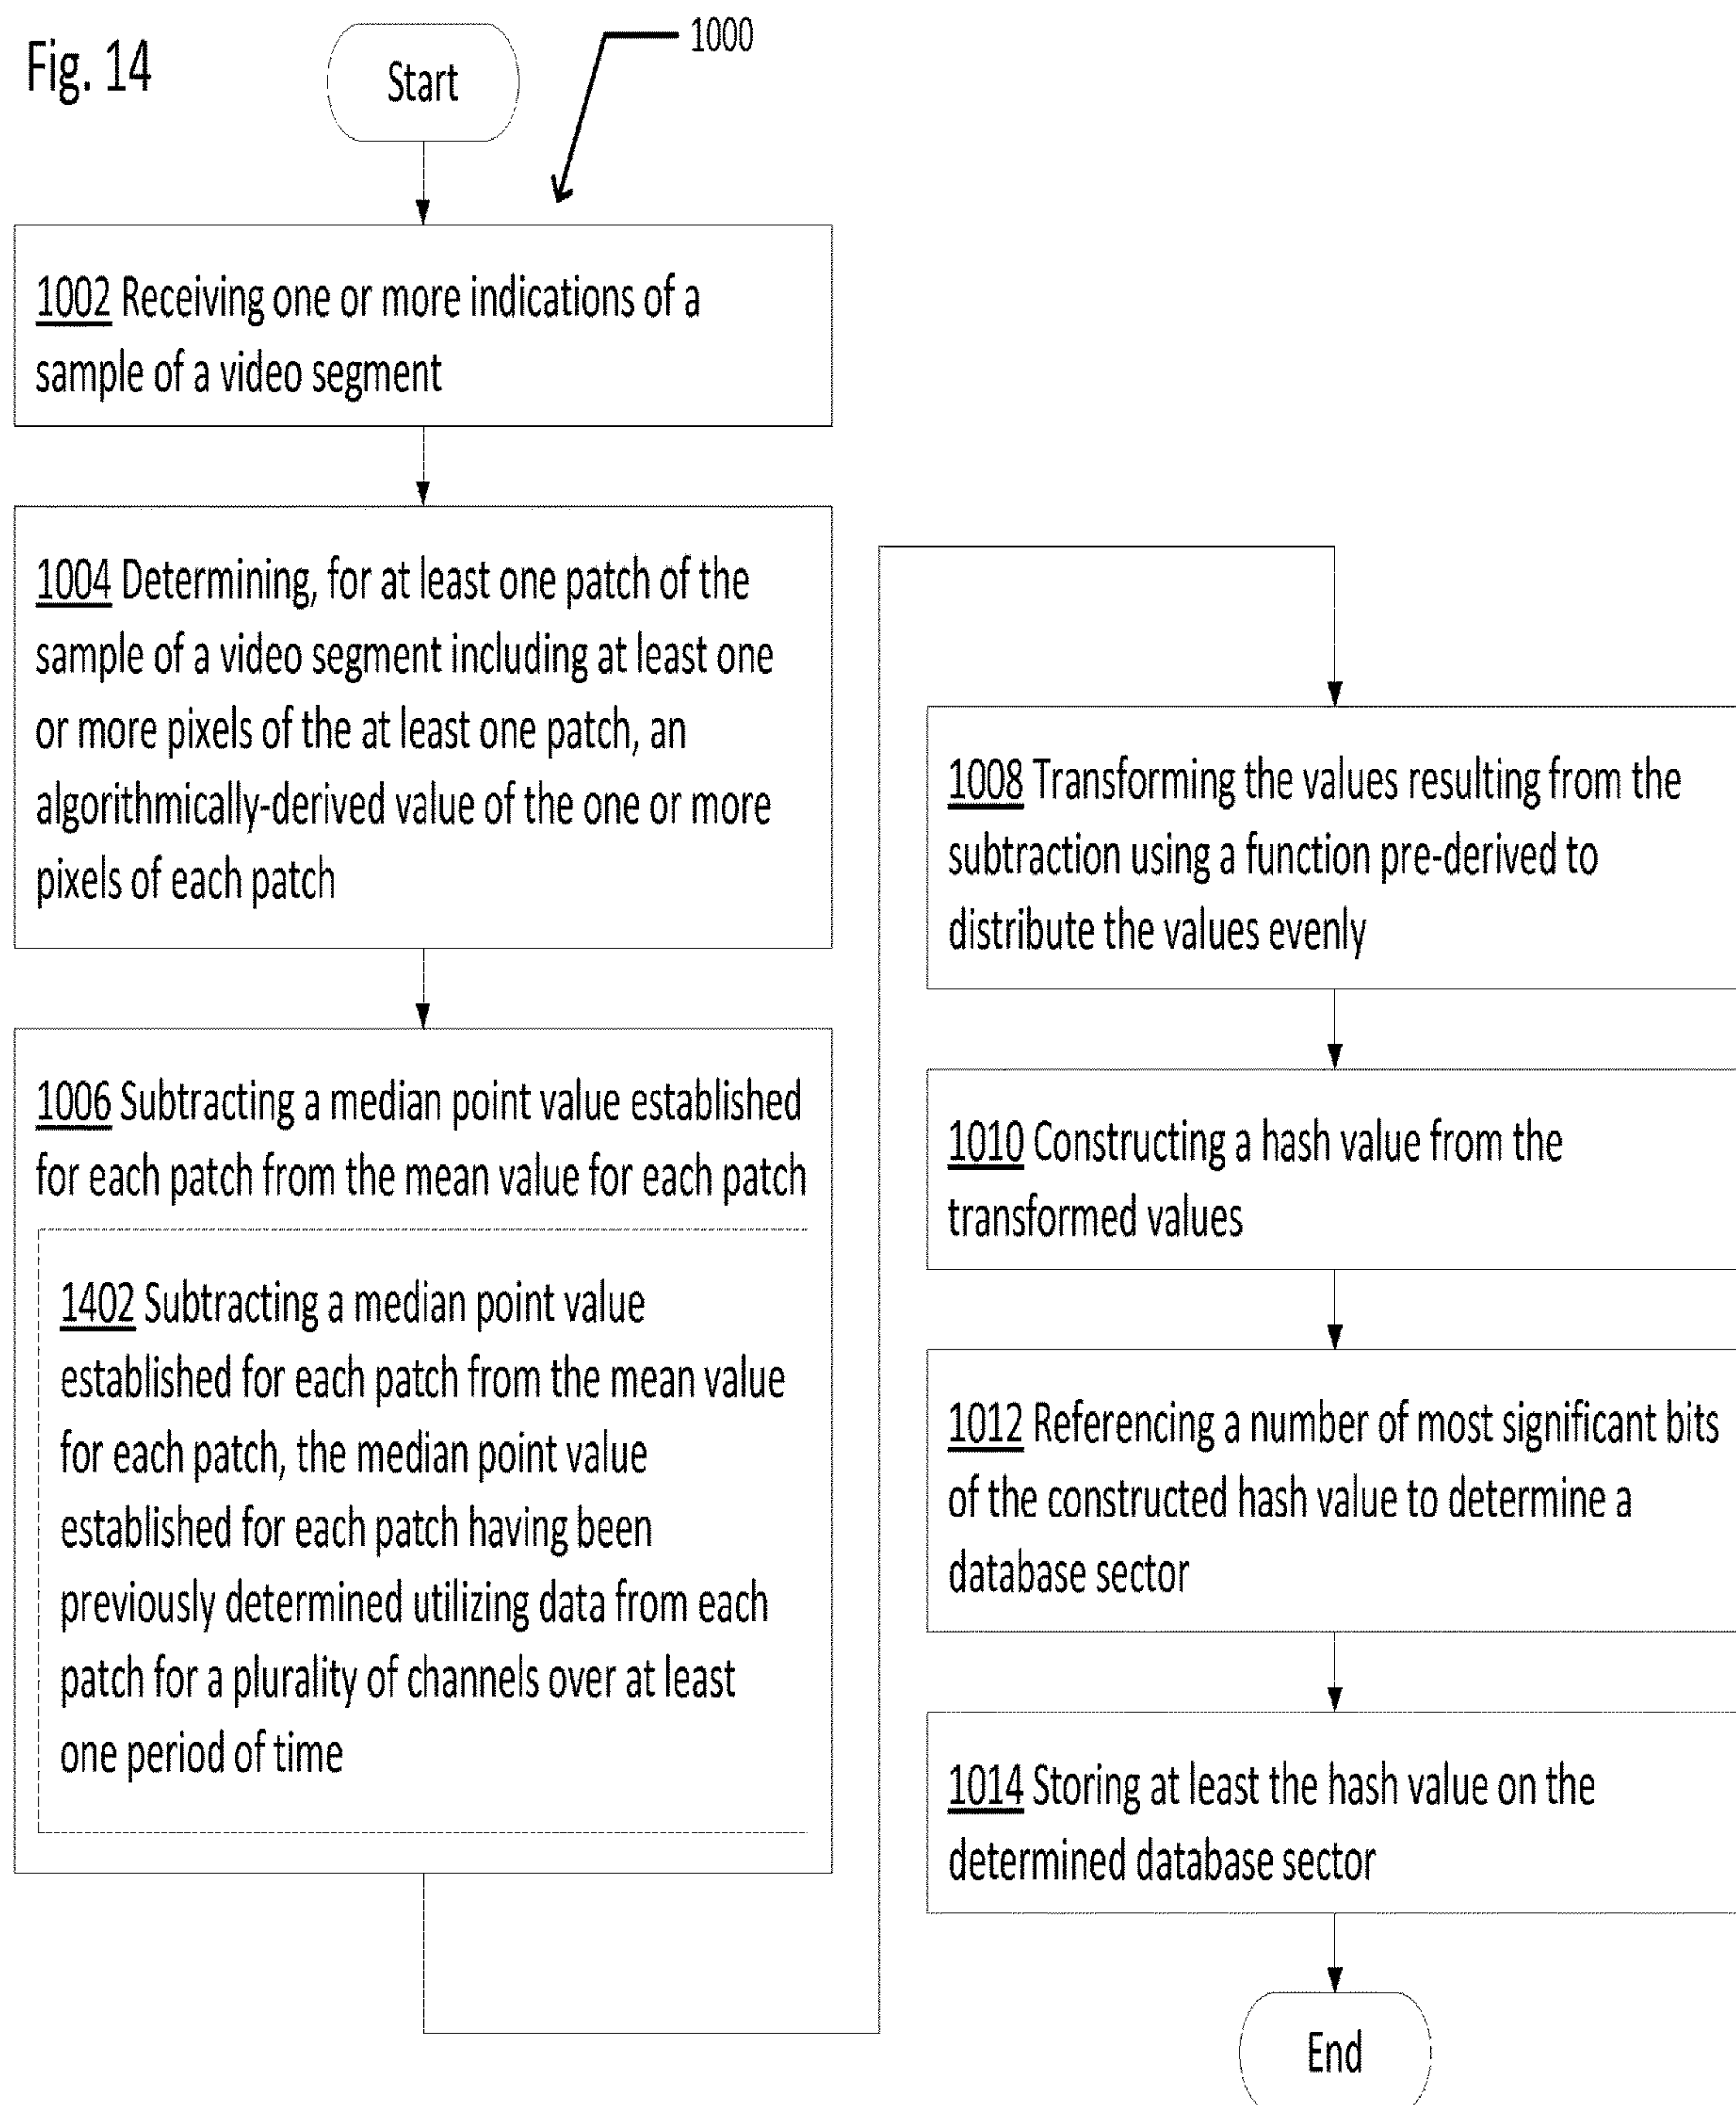 Fig. 14
Start
1000
1002 Receiving one or more indications of a
sample of a video segment
1004 Determining, for at least one patch of the
sample of a video segment including at least one
or more pixels of the at least one patch, an
algorithmically-derived value of the one or more
pixels of each patch
1006 Subtracting a median point value established
for each patch from the mean value for each patch
1402 Subtracting a median point value
established for each patch from the mean value
for each patch, the median point value
established for each patch having been
previously determined utilizing data from each
patch for a plurality of channels over at least
one period of time
1008 Transforming the values resulting from the
subtraction using a function pre-derived to
distribute the values evenly
1010 Constructing a hash value from the
transformed values
1012 Referencing a number of most significant bits
of the constructed hash value to determine a
database sector
1014 Storing at least the hash value on the
determined database sector
End